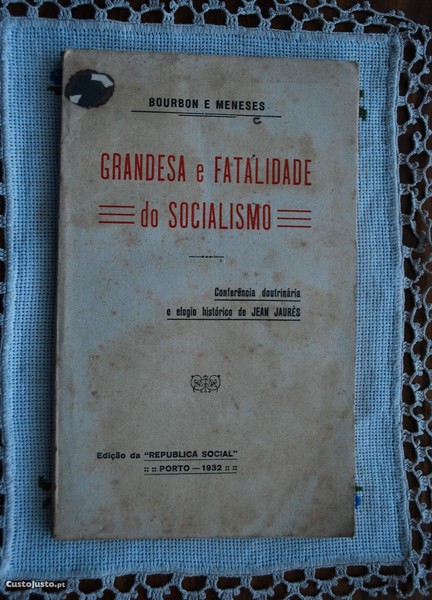 BOURBON E MENESES
GRANDESA e FATALIDADE
do SOCIALISMO
Conferência doutrinária
e elogio histórico de JEAN JAURÈS
Edição da "REPUBLICA SOCIAL"
:: :: PORTO — 1932 :: ::
CustoJusto.pt